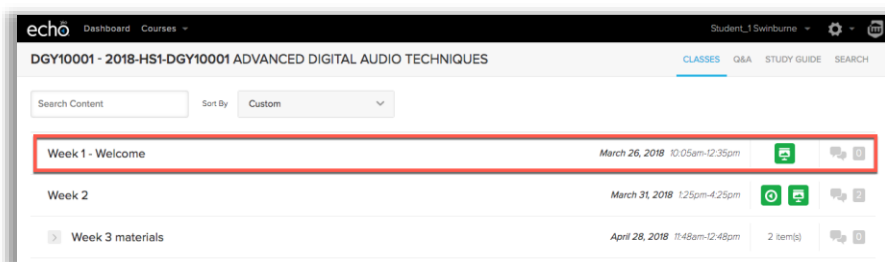 echo Dashboard Courses Student_1 Swinburne
DGY10001 - 2018-HS1-DGY10001 ADVANCED DIGITAL AUDIO TECHNIQUES CLASSES Q&A STUDY GUIDE SEARCH
Search Content Sort By Custom
Week 1 - Welcome March 26, 2018 10:05am-12:35pm 0
Week 2 March 31, 2018 1:25pm-4:25pm 2
Week 3 materials April 28, 2018 11:48am-12:48pm 2 item(s) 0